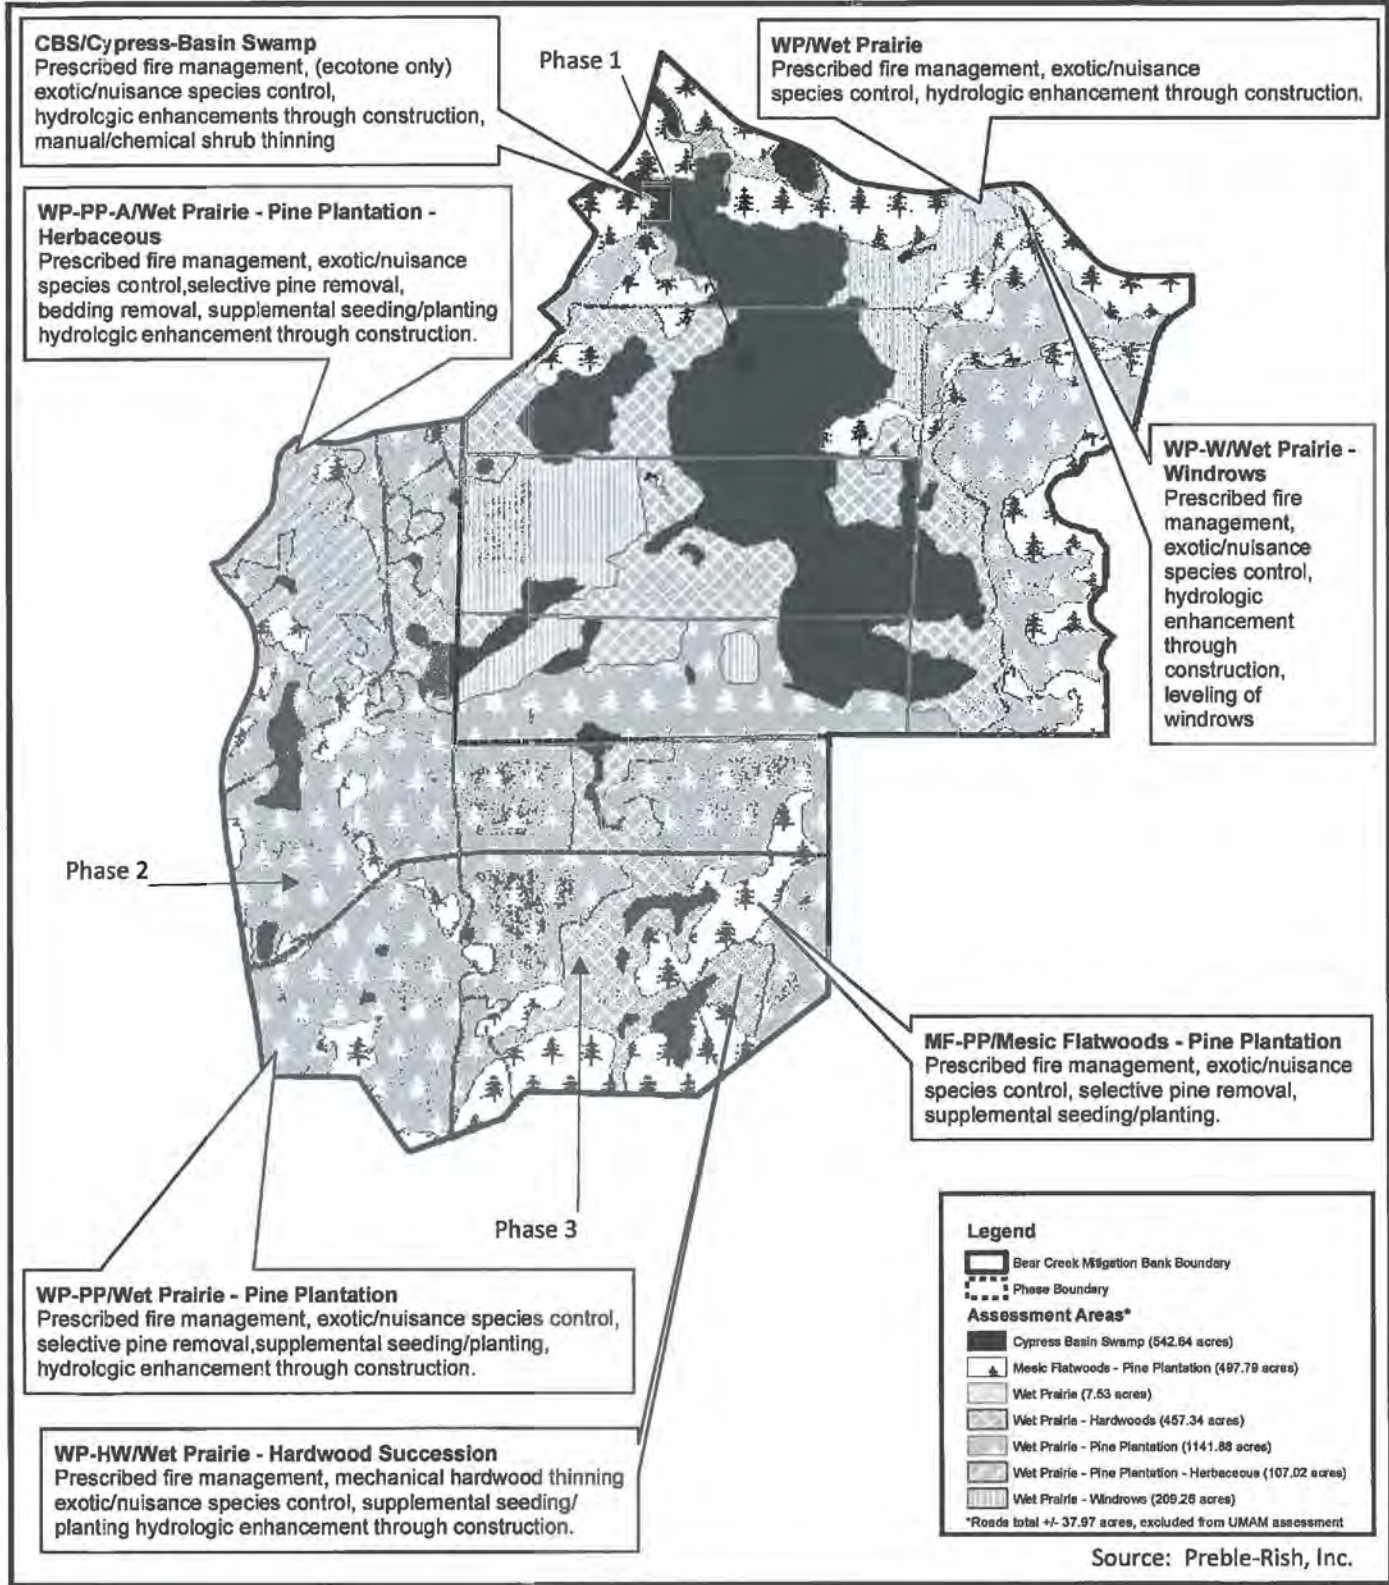 CBS/Cypress-Basin Swamp
Prescribed fire management, (ecotone only)
exotic/nuisance species control,
hydrologic enhancements through construction,
manual/chemical shrub thinning
Phase 1
WP/Wet Prairie
Prescribed fire management, exotic/nuisance
species control, hydrologic enhancement through construction.
WP-PP-A/Wet Prairie - Pine Plantation -
Herbaceous
Prescribed fire management, exotic/nuisance
species control,selective pine removal,
bedding removal, supplemental seeding/planting
hydrologic enhancement through construction.
WP-W/Wet Prairie -
Windrows
Prescribed fire
management,
exotic/nuisance
species control,
hydrologic
enhancement
through
construction,
leveling of
windrows
Phase 2
MF-PP/Mesic Flatwoods - Pine Plantation
Prescribed fire management, exotic/nuisance
species control, selective pine removal,
supplemental seeding/planting.
Phase 3
WP-PP/Wet Prairie - Pine Plantation
Prescribed fire management, exotic/nuisance species control,
selective pine removal,supplemental seeding/planting,
hydrologic enhancement through construction.
WP-HW/Wet Prairie - Hardwood Succession
Prescribed fire management, mechanical hardwood thinning
exotic/nuisance species control, supplemental seeding/
planting hydrologic enhancement through construction.
Legend
Bear Creek Mitigation Bank Boundary
Phase Boundary
Assessment Areas*
Cypress Basin Swamp (542.64 acres)
Mesic Flatwoods - Pine Plantation (497.79 acres)
Wet Prairie (7.53 acres)
Wet Prairie - Hardwoods (457.34 acres)
Wet Prairie - Pine Plantation (1141.88 acres)
Wet Prairie - Pine Plantation - Herbaceous (107.02 acres)
Wet Prairie - Windrows (209.26 acres)
*Roads total +/- 37.97 acres, excluded from UMAM assessment
Source: Preble-Rish, Inc.